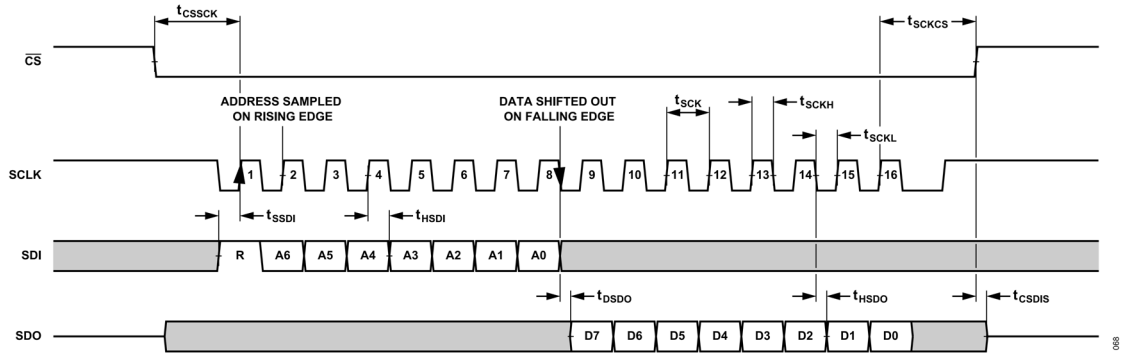 tCSSCK
tSCKCS
CS
ADDRESS SAMPLED
ON RISING EDGE
DATA SHIFTED OUT
ON FALLING EDGE
tSCK
tSCKH
tSCKL
SCLK 1 2 3 4 5 6 7 8 9 10 11 12 13 14 15 16
tSSDI
tHSDI
SDI R A6 A5 A4 A3 A2 A1 A0
tDSDO
tHSDO
tCSDIS
SDO D7 D6 D5 D4 D3 D2 D1 D0
068